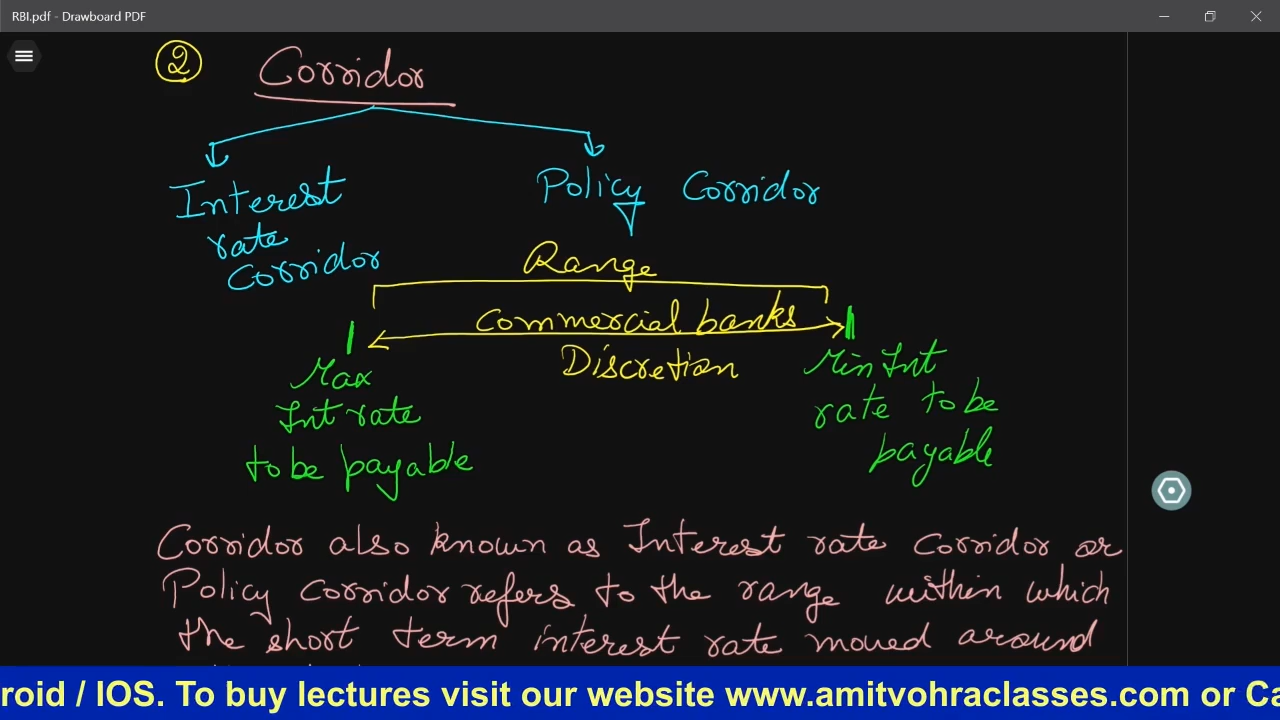 RBI.pdf - Drawboard PDF
2 Corridor
Interest rate Corridor
Policy Corridor
Range
Commercial banks
Discretion
Max
Int rate
to be payable
Min Int
rate to be
payable
Corridor also known as Interest rate corridor or
Policy corridor refers to the range within which
the short term interest rate moved around
roid / IOS. To buy lectures visit our website www.amitvohraclasses.com or Ca